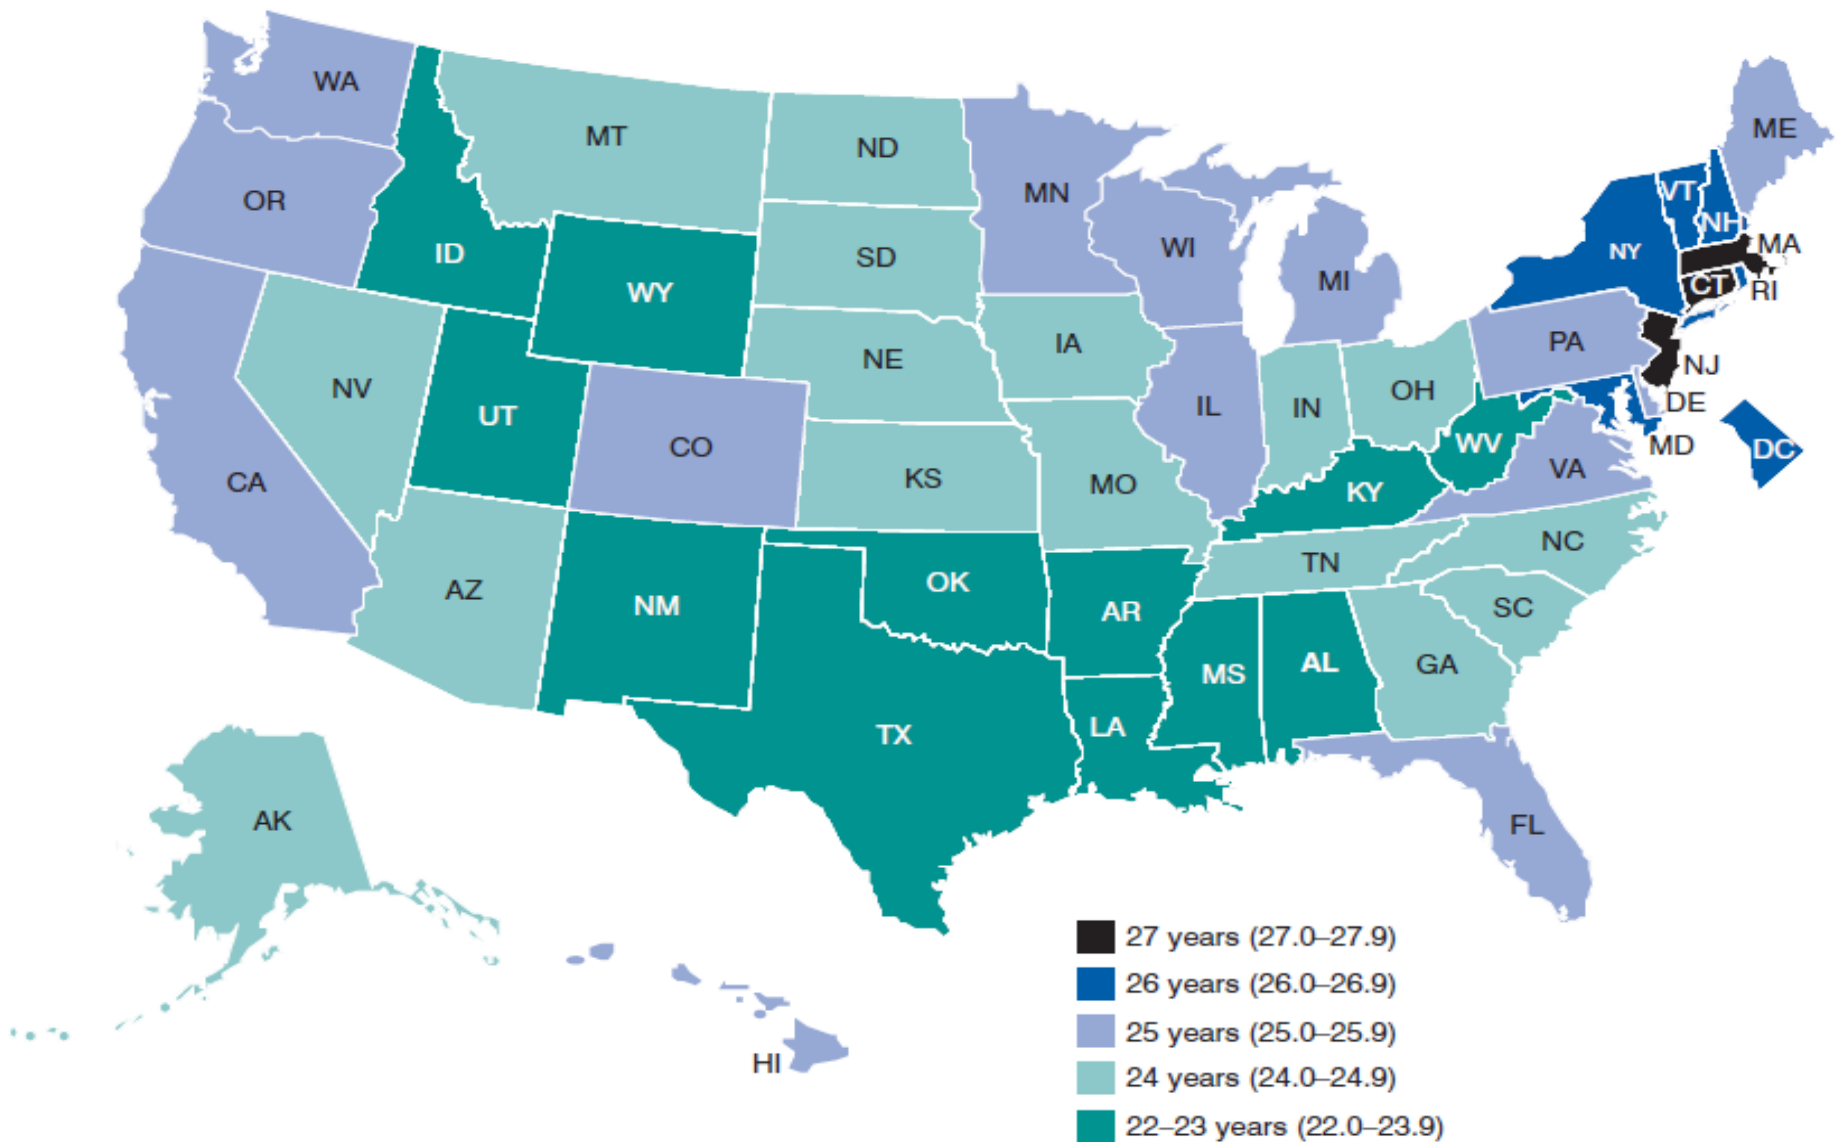 WA
MT
ND
ME
OR
MN
VT
NH
ID
SD
WI
NY
MA
WY
MI
CT
RI
NE
IA
PA
NJ
NV
UT
IL
IN
OH
DE
CO
WV
MD
DC
CA
KS
MO
KY
VA
AZ
NM
OK
AR
TN
NC
SC
MS
AL
GA
TX
LA
AK
FL
HI
27 years (27.0–27.9)
26 years (26.0–26.9)
25 years (25.0–25.9)
24 years (24.0–24.9)
22–23 years (22.0–23.9)